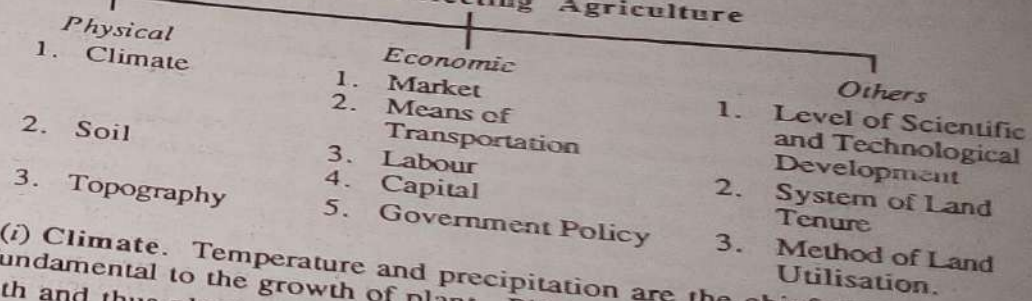 Agriculture
Physical
1. Climate
2. Soil
3. Topography
Economic
1. Market
2. Means of
Transportation
3. Labour
4. Capital
5. Government Policy
Others
1. Level of Scientific
and Technological
Development
2. System of Land
Tenure
3. Method of Land
Utilisation.
(i) Climate. Temperature and precipitation are the
undamental to the growth of
th and